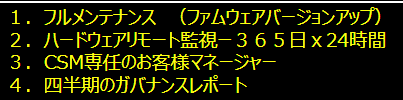 １．フルメンテナンス　（ファムウェアバージョンアップ）
２．ハードウェアリモート監視－３６５日ｘ24時間
３．CSM専任のお客様マネージャー
４．四半期のガバナンスレポート